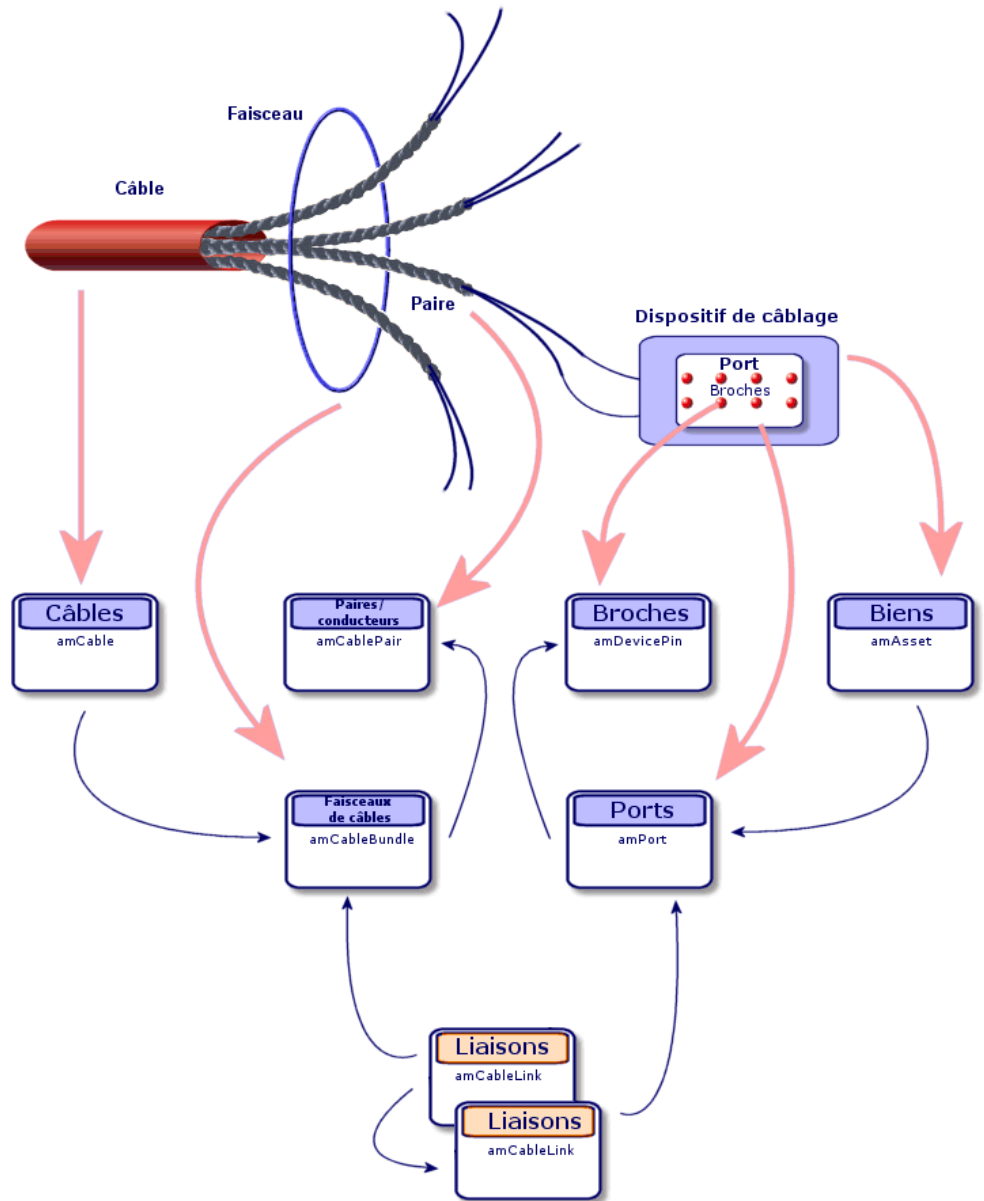 Faisceau
Câble
Paire
Dispositif de câblage
Port
Broches
Câbles
amCable
Paires/
conducteurs
amCablePair
Broches
amDevicePin
Biens
amAsset
Faisceaux
de câbles
amCableBundle
Ports
amPort
Liaisons
amCableLink
Liaisons
amCableLink